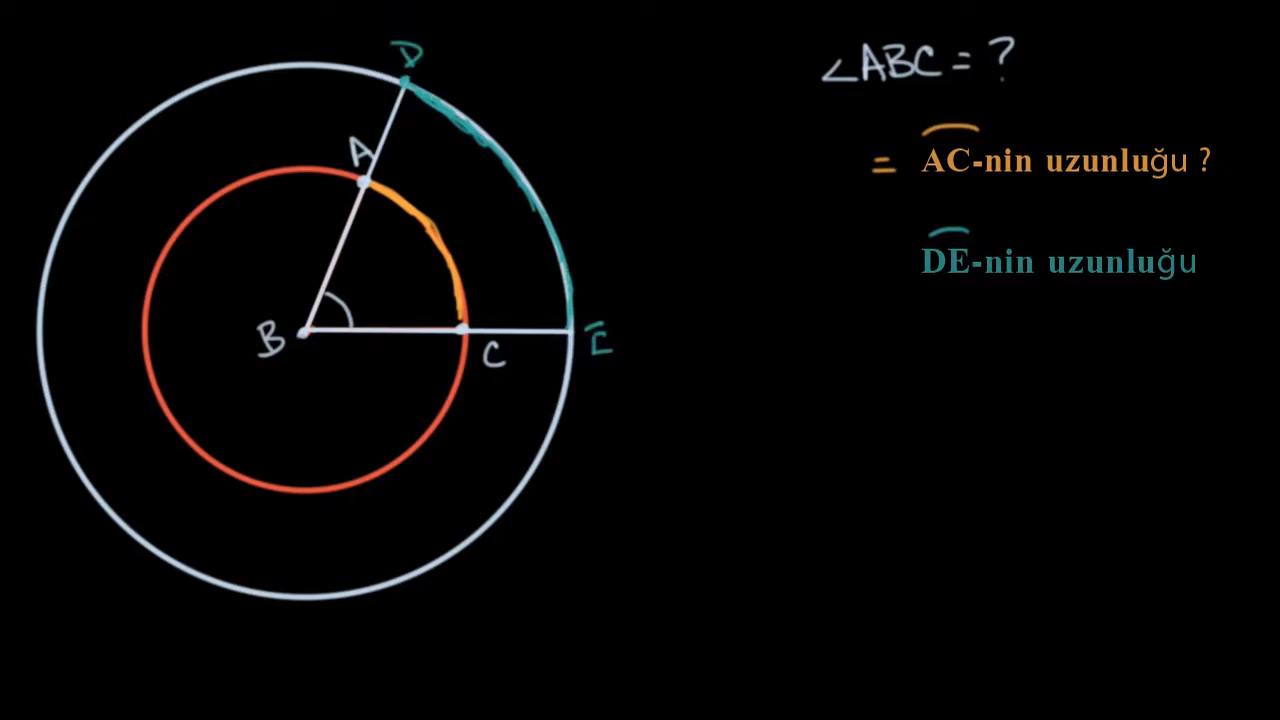 D
∠ABC = ?
A
= AC-nin uzunluğu ?
DE-nin uzunluğu
B
C
E